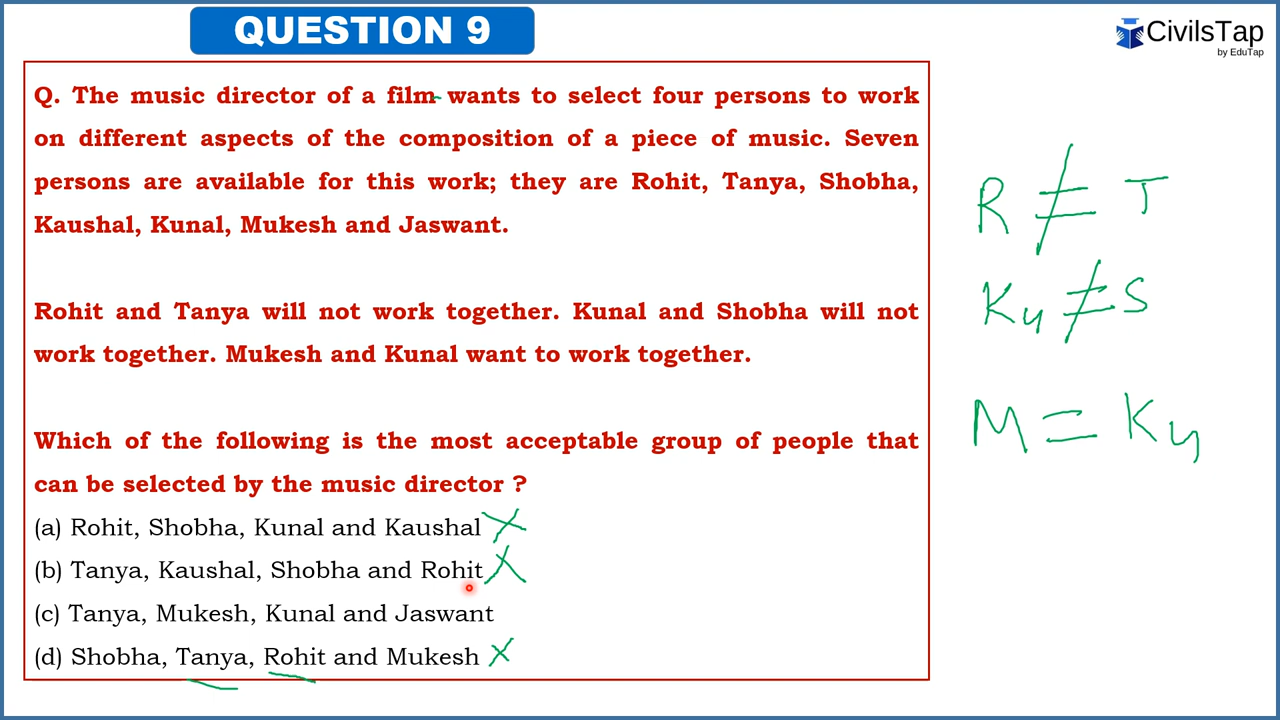 QUESTION 9
CivilsTap
by EduTap
Q. The music director of a film wants to select four persons to work
on different aspects of the composition of a piece of music. Seven
persons are available for this work; they are Rohit, Tanya, Shobha,
Kaushal, Kunal, Mukesh and Jaswant.
Rohit and Tanya will not work together. Kunal and Shobha will not
work together. Mukesh and Kunal want to work together.
Which of the following is the most acceptable group of people that
can be selected by the music director ?
(a) Rohit, Shobha, Kunal and Kaushal
(b) Tanya, Kaushal, Shobha and Rohit
(c) Tanya, Mukesh, Kunal and Jaswant
(d) Shobha, Tanya, Rohit and Mukesh
R ≠ T
Ku ≠ S
M = Ku